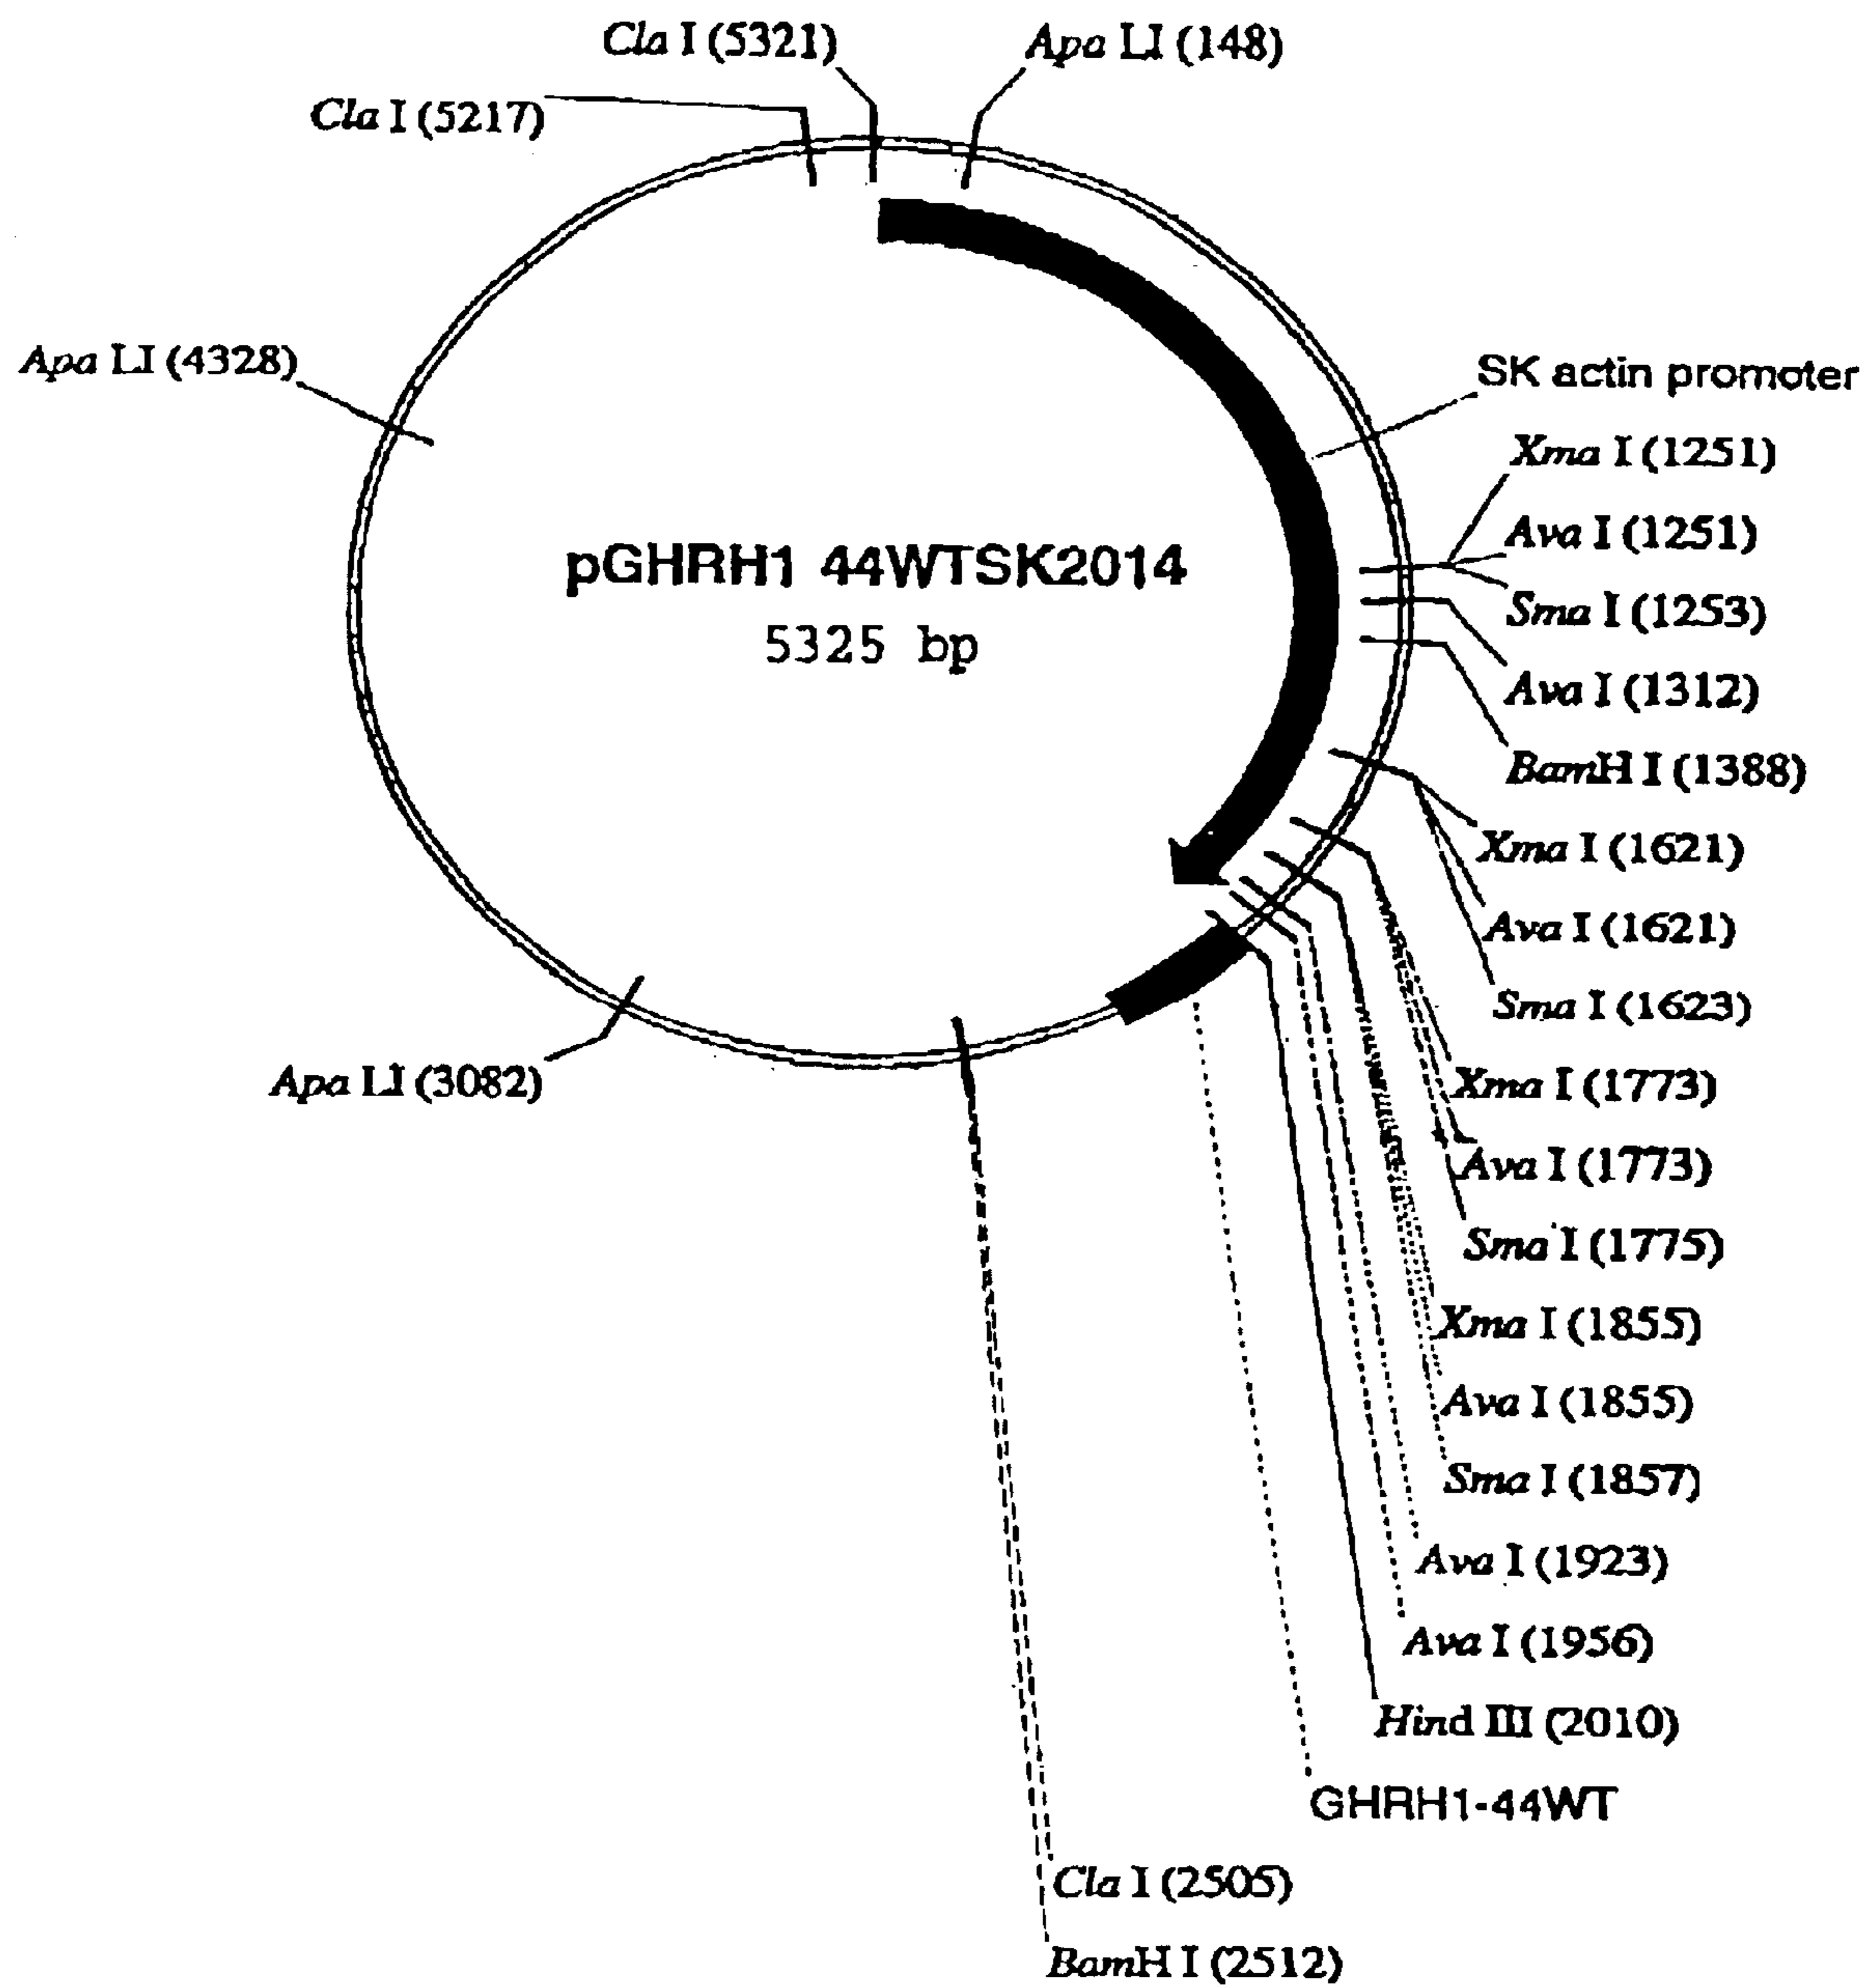 Cla I (5321)
Apa LI (148)
Cla I (5217)
Apa LI (4328)
SK actin promoter
Xma I (1251)
Ava I (1251)
Sma I (1253)
Ava I (1312)
BamH I (1388)
pGHRH1 44WTSK2014
5325 bp
Xma I (1621)
Ava I (1621)
Sma I (1623)
Apa LI (3082)
Xma I (1773)
Ava I (1773)
Sma I (1775)
Xma I (1855)
Ava I (1855)
Sma I (1857)
Ava I (1923)
Ava I (1956)
Hind III (2010)
GHRH1-44WT
Cla I (2505)
BamH I (2512)